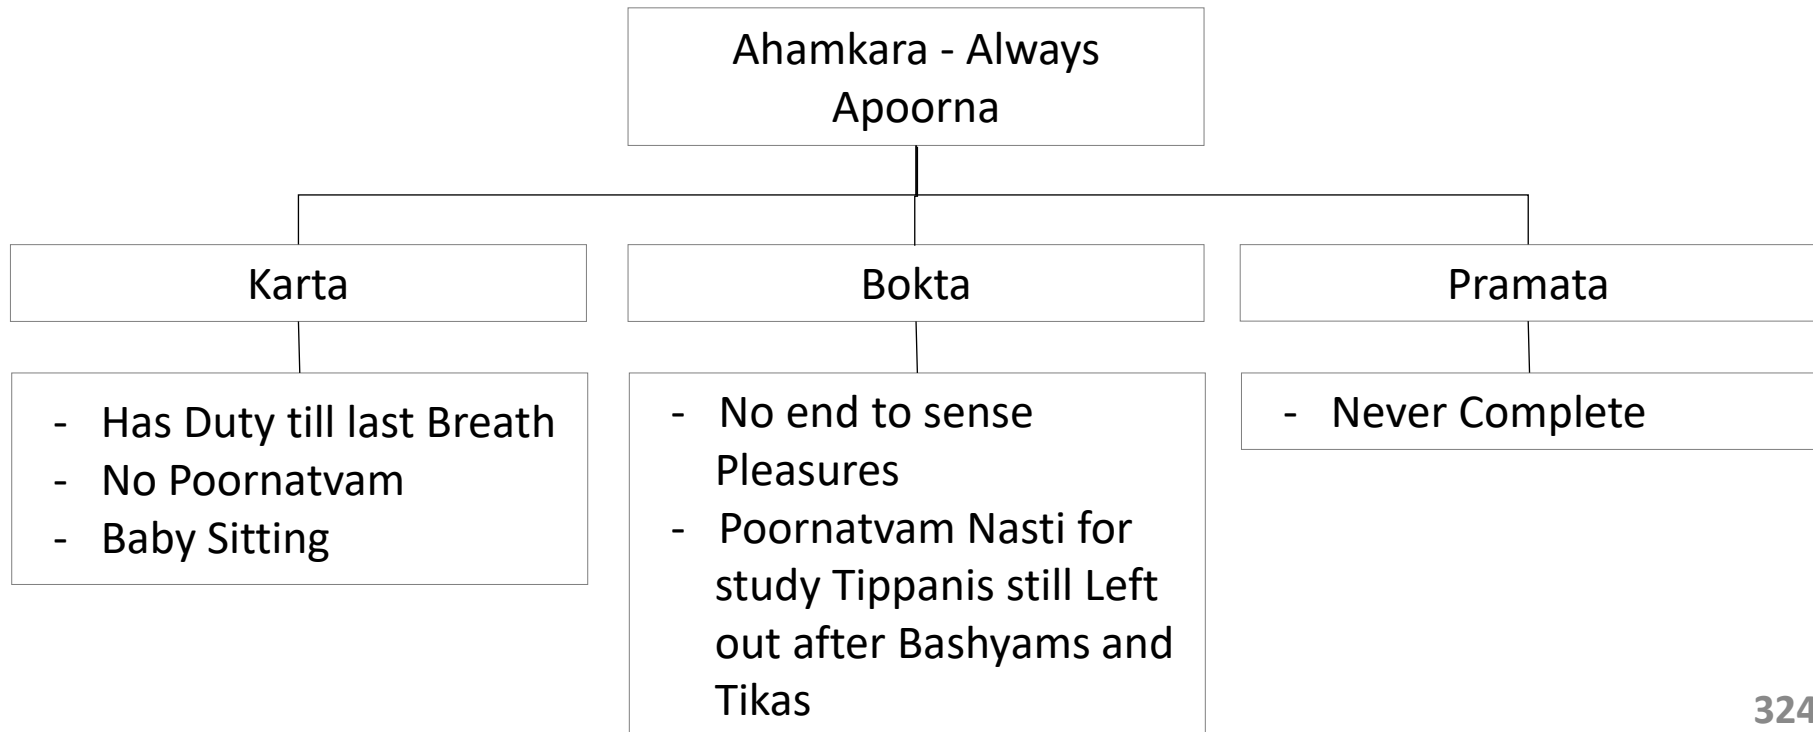 Ahamkara - Always
Apoorna
Karta
Bokta
Pramata
- Has Duty till last Breath
- No Poornatvam
- Baby Sitting
- No end to sense
Pleasures
- Poornatvam Nasti for
study Tippanis still Left
out after Bashyams and
Tikas
- Never Complete
324